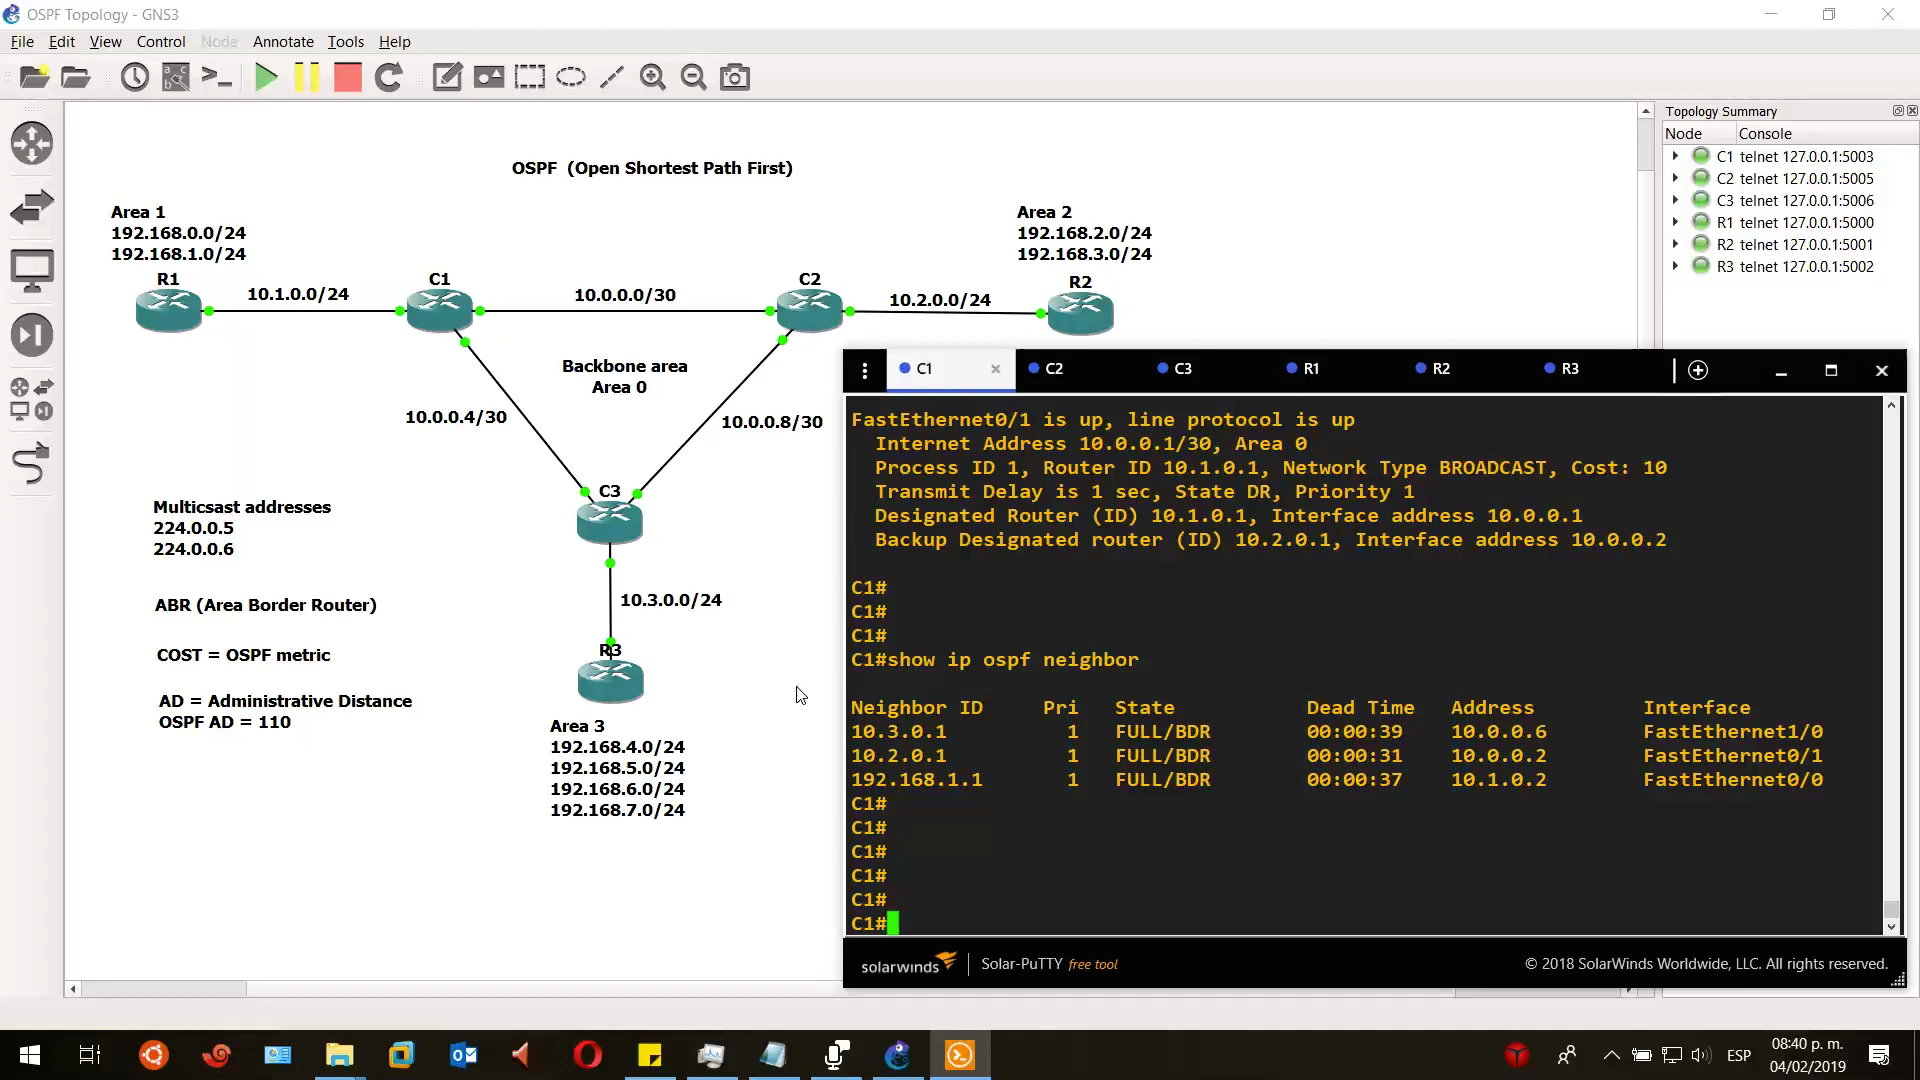 OSPF Topology - GNS3
File Edit View Control Node Annotate Tools Help
OSPF (Open Shortest Path First)
Area 1
192.168.0.0/24
192.168.1.0/24
R1
10.1.0.0/24
C1
10.0.0.0/30
C2
10.2.0.0/24
Area 2
192.168.2.0/24
192.168.3.0/24
R2
Backbone area
Area 0
10.0.0.4/30
10.0.0.8/30
C3
Multicsast addresses
224.0.0.5
224.0.0.6
ABR (Area Border Router)
10.3.0.0/24
COST = OSPF metric
R3
AD = Administrative Distance
OSPF AD = 110
Area 3
192.168.4.0/24
192.168.5.0/24
192.168.6.0/24
192.168.7.0/24
Topology Summary
Node Console
C1 telnet 127.0.0.1:5003
C2 telnet 127.0.0.1:5005
C3 telnet 127.0.0.1:5006
R1 telnet 127.0.0.1:5000
R2 telnet 127.0.0.1:5001
R3 telnet 127.0.0.1:5002
C1 C2 C3 R1 R2 R3
FastEthernet0/1 is up, line protocol is up
Internet Address 10.0.0.1/30, Area 0
Process ID 1, Router ID 10.1.0.1, Network Type BROADCAST, Cost: 10
Transmit Delay is 1 sec, State DR, Priority 1
Designated Router (ID) 10.1.0.1, Interface address 10.0.0.1
Backup Designated router (ID) 10.2.0.1, Interface address 10.0.0.2
C1#
C1#
C1#
C1#show ip ospf neighbor
Neighbor ID Pri State Dead Time Address Interface
10.3.0.1 1 FULL/BDR 00:00:39 10.0.0.6 FastEthernet1/0
10.2.0.1 1 FULL/BDR 00:00:31 10.0.0.2 FastEthernet0/1
192.168.1.1 1 FULL/BDR 00:00:37 10.1.0.2 FastEthernet0/0
C1#
C1#
C1#
C1#
C1#
C1#
solarwinds Solar-PuTTY free tool © 2018 SolarWinds Worldwide, LLC. All rights reserved.
ESP
08:40 p. m.
04/02/2019